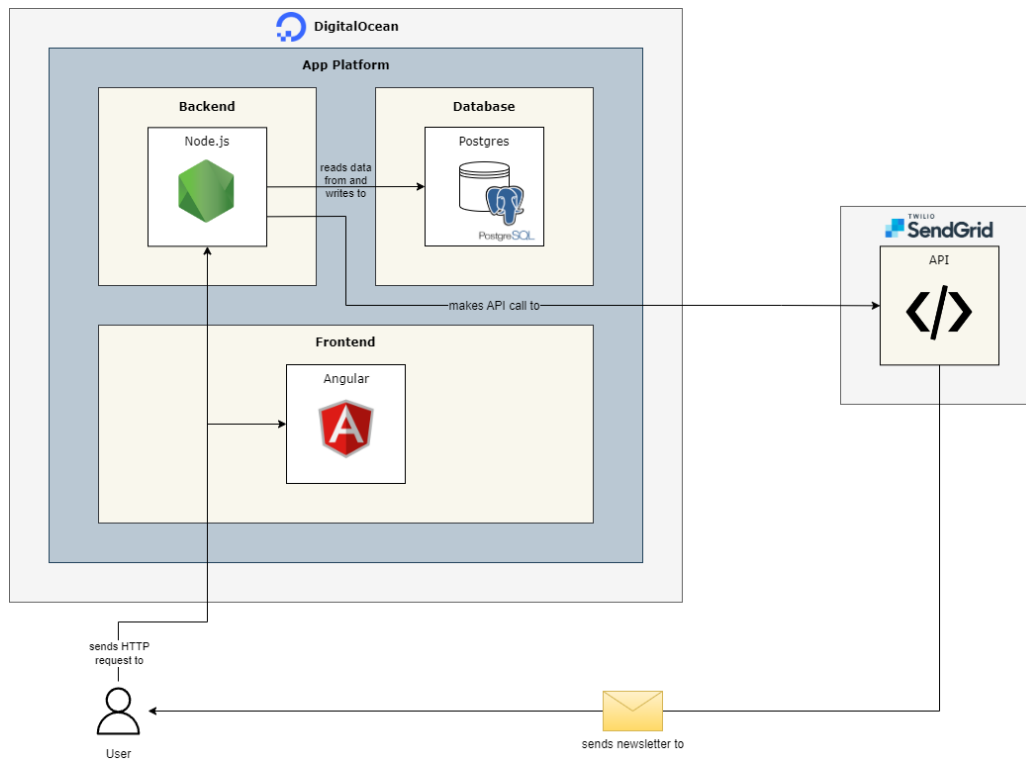 DigitalOcean
App Platform
Backend
Node.js
reads data
from and
writes to
Database
Postgres
PostgreSQL
makes API call to
TWILIO
SendGrid
API
</>
Frontend
Angular
A
sends HTTP
request to
User
sends newsletter to